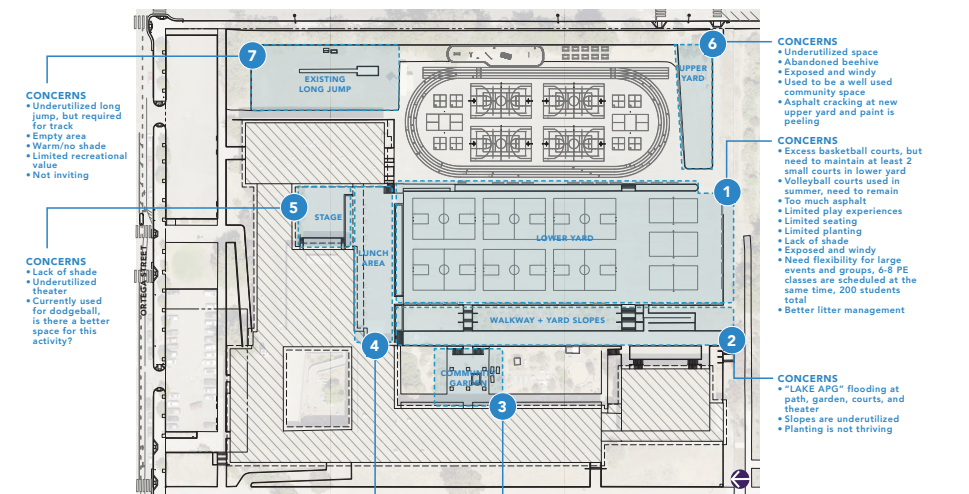 7
EXISTING
LONG JUMP
CONCERNS
• Underutilized long
jump, but required
for track
• Empty area
• Warm/no shade
• Limited recreational
value
• Not inviting
6
UPPER
YARD
CONCERNS
• Underutilized space
• Abandoned beehive
• Exposed and windy
• Used to be a well used
community space
• Asphalt cracking at new
upper yard and paint is
peeling
CONCERNS
• Excess basketball courts, but
need to maintain at least 2
small courts in lower yard
• Volleyball courts used in
summer, need to remain
• Too much asphalt
• Limited play experiences
• Limited seating
• Limited planting
• Lack of shade
• Exposed and windy
• Need flexibility for large
events and groups, 6-8 PE
classes are scheduled at the
same time, 200 students
total
• Better litter management
1
LOWER YARD
5
STAGE
LUNCH
AREA
CONCERNS
• Lack of shade
• Underutilized
theater
• Currently used
for dodgeball,
is there a better
space for this
activity?
ORTEGA STREET
WALKWAY + YARD SLOPES
2
4
COMMUNITY
GARDEN
3
CONCERNS
• “LAKE APG” flooding at
path, garden, courts, and
theater
• Slopes are underutilized
• Planting is not thriving